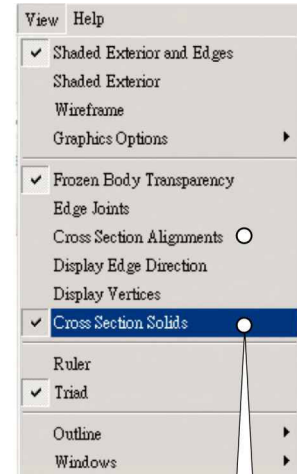 View Help
Shaded Exterior and Edges
Shaded Exterior
Wireframe
Graphics Options
Frozen Body Transparency
Edge Joints
Cross Section Alignments
Display Edge Direction
Display Vertices
Cross Section Solids
Ruler
Triad
Outline
Windows